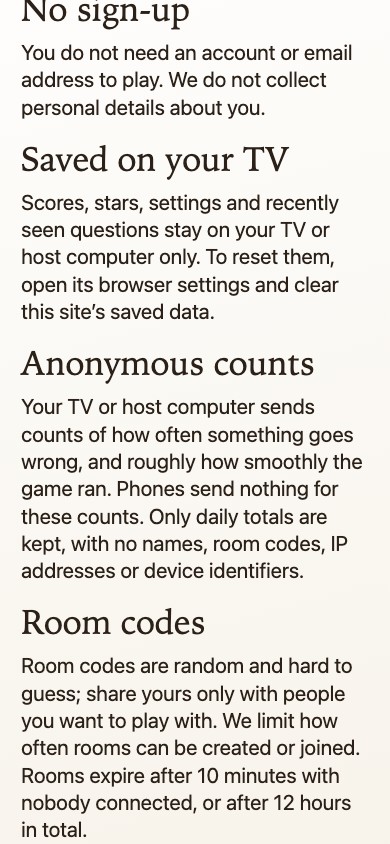 No sign-up
You do not need an account or email
address to play. We do not collect
personal details about you.
Saved on your TV
Scores, stars, settings and recently
seen questions stay on your TV or
host computer only. To reset them,
open its browser settings and clear
this site’s saved data.
Anonymous counts
Your TV or host computer sends
counts of how often something goes
wrong, and roughly how smoothly the
game ran. Phones send nothing for
these counts. Only daily totals are
kept, with no names, room codes, IP
addresses or device identifiers.
Room codes
Room codes are random and hard to
guess; share yours only with people
you want to play with. We limit how
often rooms can be created or joined.
Rooms expire after 10 minutes with
nobody connected, or after 12 hours
in total.